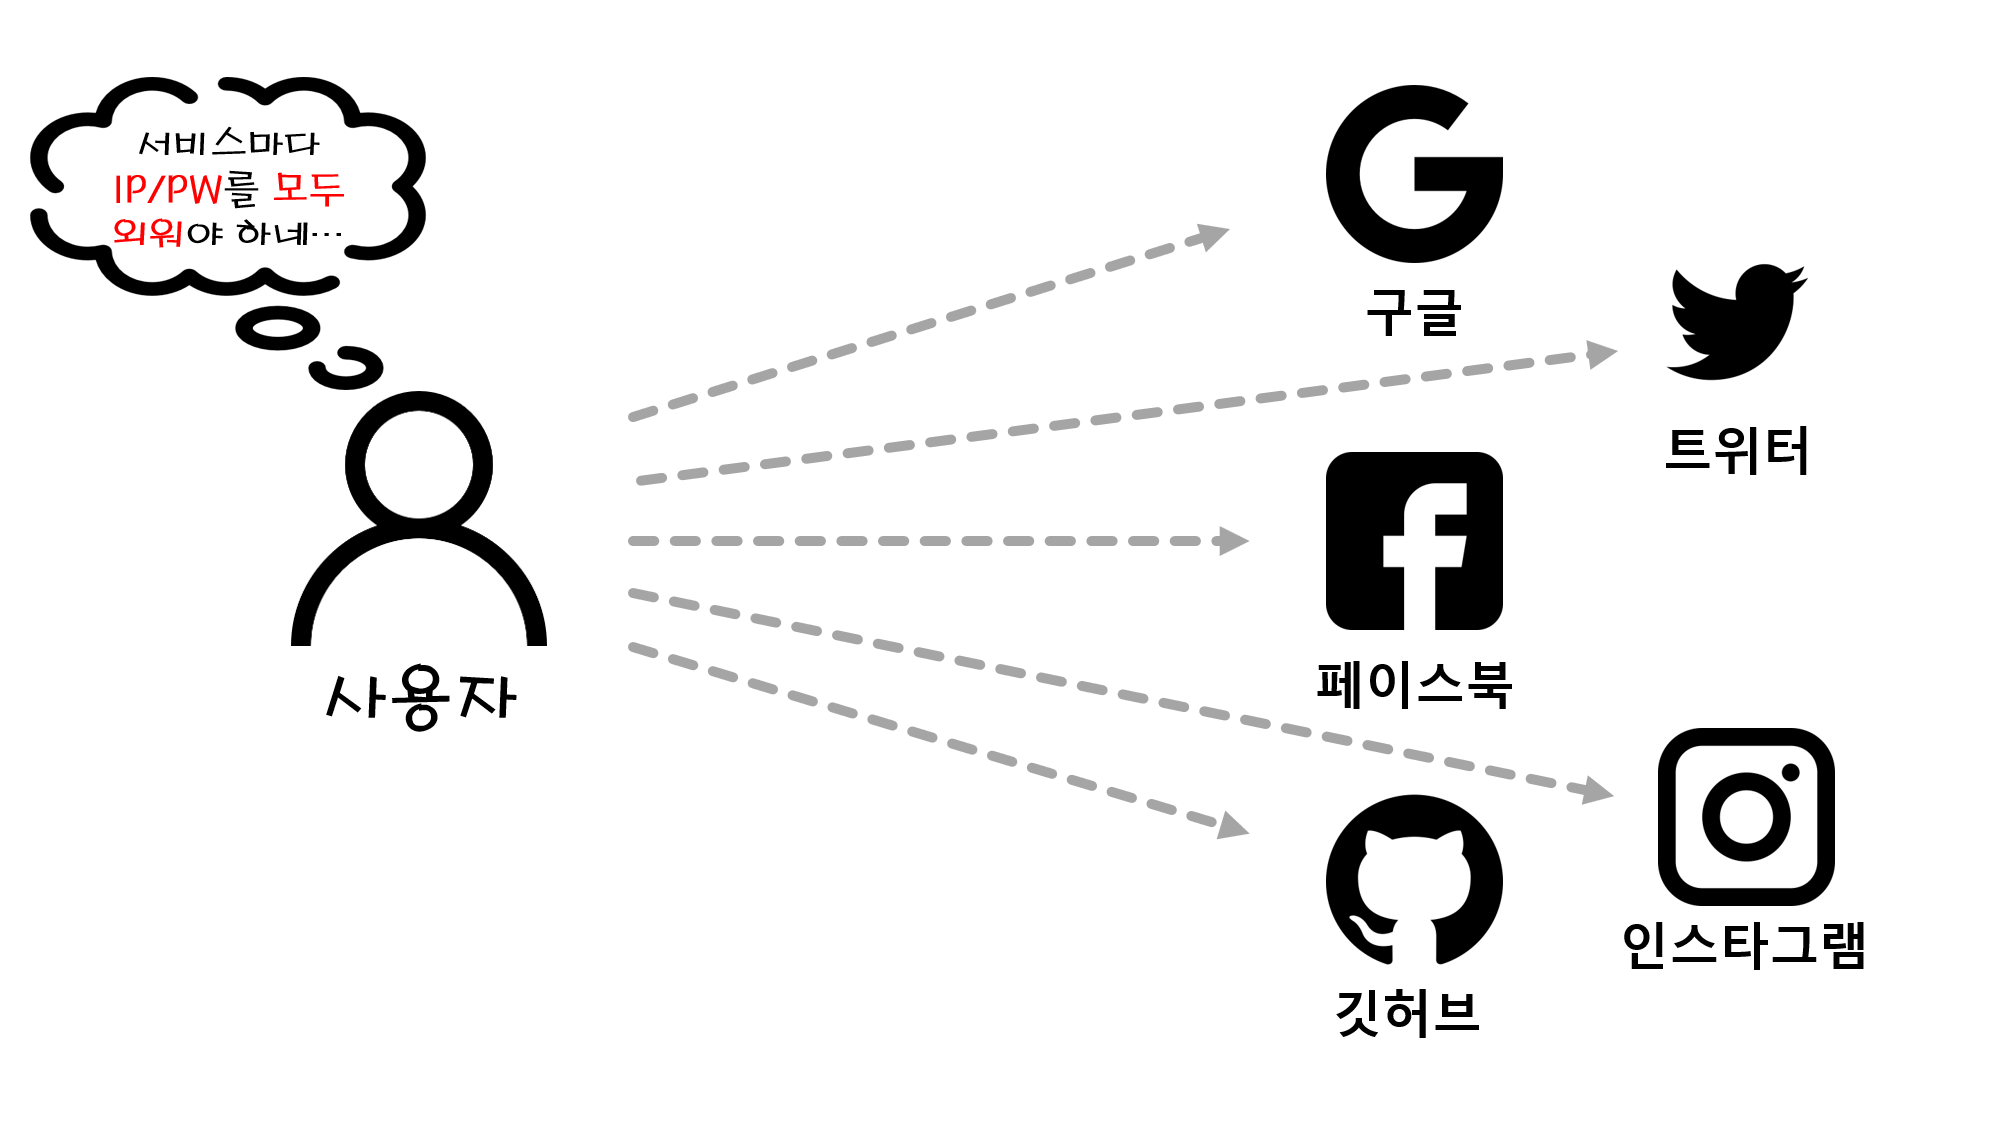 서비스마다
IP/PW를 모두
외워야 하네…
사용자
구글
트위터
페이스북
인스타그램
깃허브